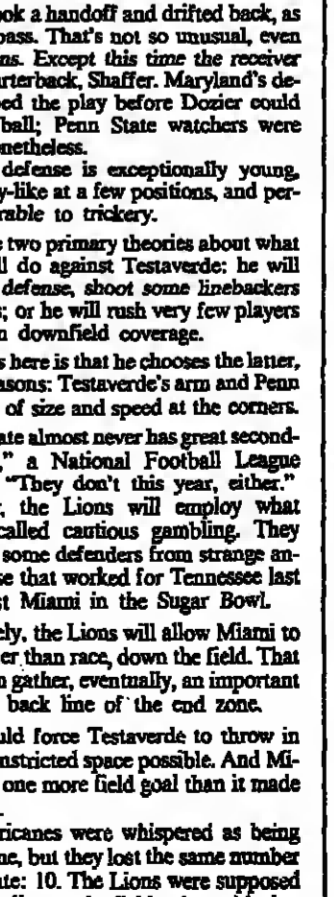 ook a handoff and drifted back, as
pass. That's not so unusual, even
ns. Except this time the receiver
arterback, Shaffer. Maryland's de-
ped the play before Dozier could
ball; Penn State watchers were
netheless.
defense is exceptionally young,
y-like at a few positions, and per-
rable to trickery.
e two primary theories about what
ll do against Testaverde: he will
defense, shoot some linebackers
s; or he will rush very few players
n downfield coverage.
s here is that he chooses the latter,
asons: Testaverde's arm and Penn
of size and speed at the corners.
ate almost never has great second-
," a National Football League
"They don't this year, either."
, the Lions will employ what
called cautious gambling. They
some defenders from strange an-
se that worked for Tennessee last
st Miami in the Sugar Bowl.
ely, the Lions will allow Miami to
er than race, down the field. That
n gather, eventually, an important
back line of the end zone.
uld force Testaverde to throw in
nstricted space possible. And Mi-
one more field goal than it made
ricanes were whispered as being
ne, but they lost the same number
ate: 10. The Lions were supposed